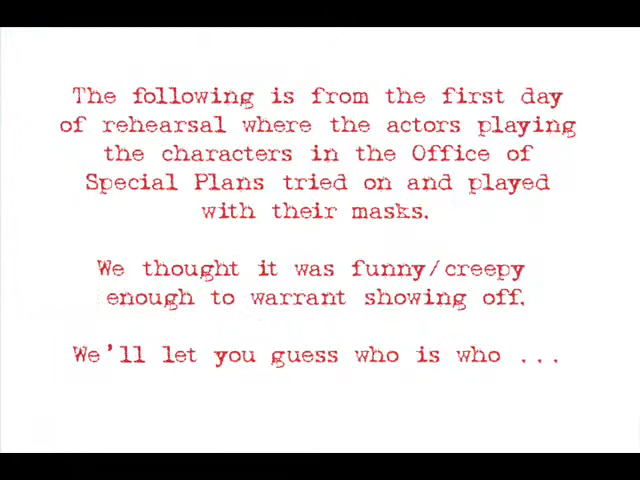 The following is from the first day
of rehearsal where the actors playing
the characters in the Office of
Special Plans tried on and played
with their masks.
We thought it was funny/creepy
enough to warrant showing off.
We'll let you guess who is who ...